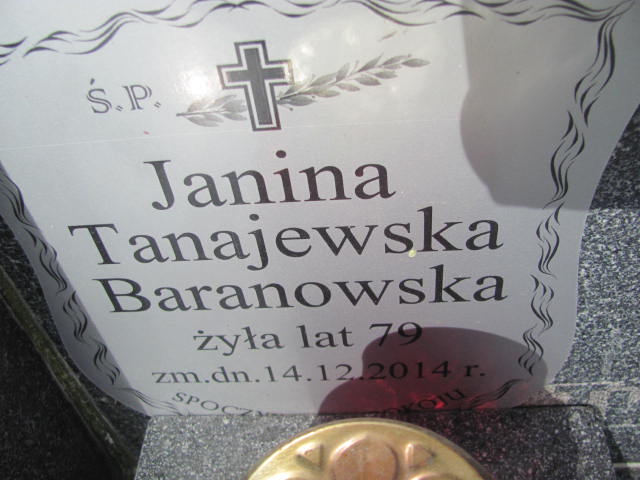 Ś.P.
Janina
Tanajewska
Baranowska
żyła lat 79
zm.dn.14.12.2014 r.